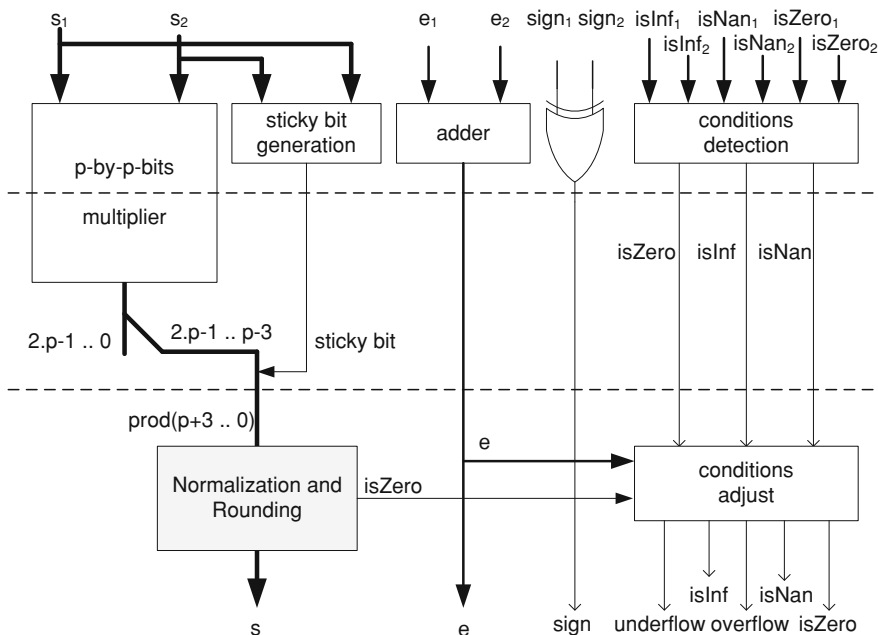 s₁ s₂ e₁ e₂ sign₁ sign₂ isInf₁ isNan₁ isZero₁
isInf₂ isNan₂ isZero₂
p-by-p-bits
multiplier
sticky bit
generation
adder
conditions
detection
isZero isInf isNan
2.p-1 .. 0 2.p-1 .. p-3 sticky bit
prod(p+3 .. 0)
e
Normalization and
Rounding
isZero
conditions
adjust
isInf isNan
s e sign underflow overflow isZero